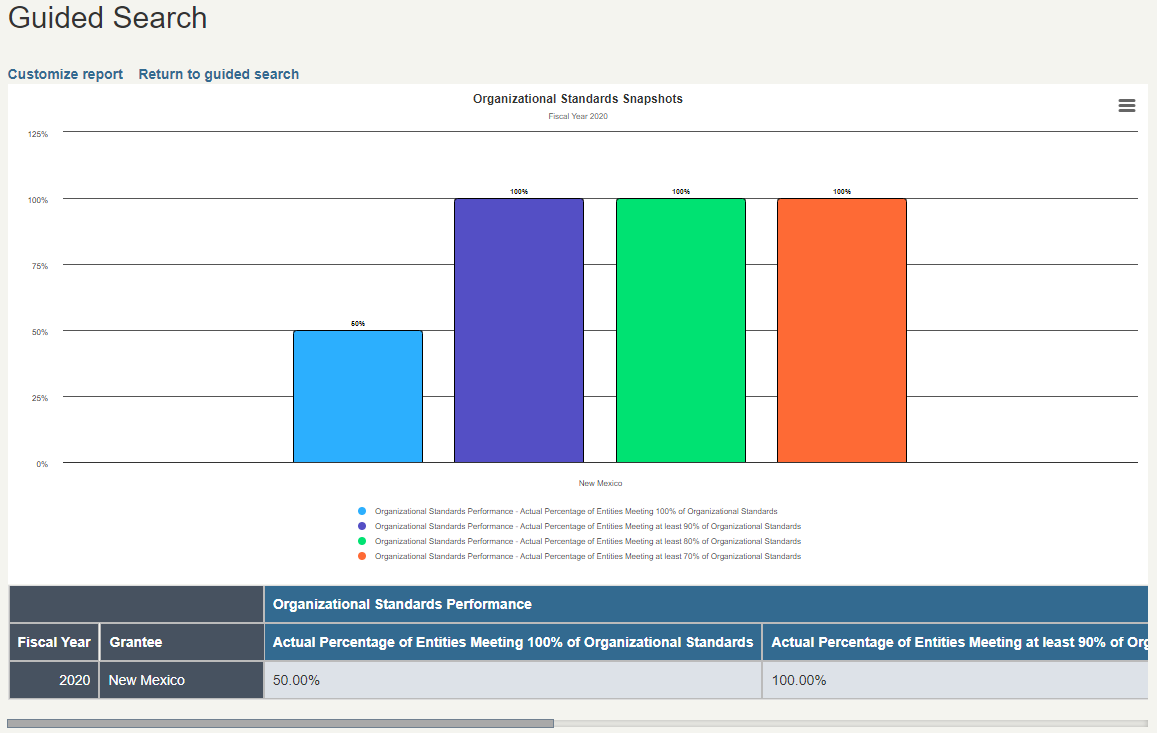 Guided Search
Customize report Return to guided search
Organizational Standards Snapshots
Fiscal Year 2020
125%
100%
75%
50%
25%
0%
50%
100%
100%
100%
New Mexico
Organizational Standards Performance - Actual Percentage of Entities Meeting 100% of Organizational Standards
Organizational Standards Performance - Actual Percentage of Entities Meeting at least 90% of Organizational Standards
Organizational Standards Performance - Actual Percentage of Entities Meeting at least 80% of Organizational Standards
Organizational Standards Performance - Actual Percentage of Entities Meeting at least 70% of Organizational Standards
Organizational Standards Performance
Fiscal Year Grantee Actual Percentage of Entities Meeting 100% of Organizational Standards Actual Percentage of Entities Meeting at least 90% of Org
2020 New Mexico 50.00% 100.00%